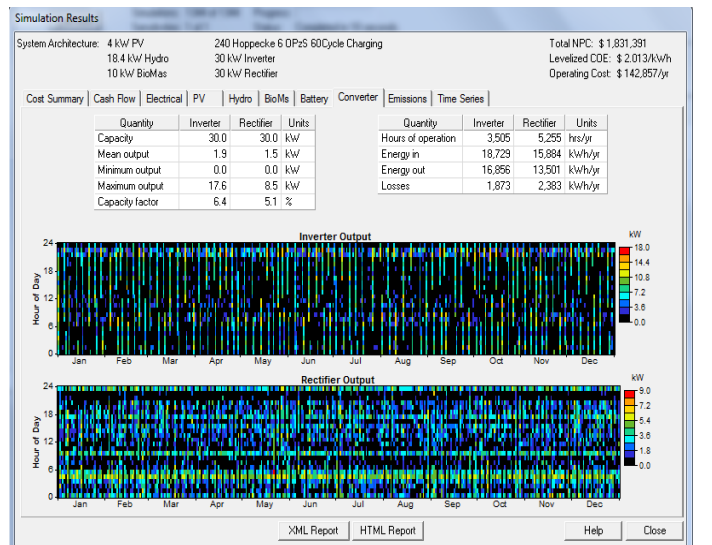 Simulation Results
System Architecture: 4 kW PV 240 Hoppecke 6 OPzS 60Cycle Charging Total NPC: $ 1,831,391
18.4 kW Hydro 30 kW Inverter Levelized COE: $ 2.013/kWh
10 kW BioMas 30 kW Rectifier Operating Cost: $ 142,857/yr
Cost Summary Cash Flow Electrical PV Hydro BioMs Battery Converter Emissions Time Series
Quantity Inverter Rectifier Units
Capacity 30.0 30.0 kW
Mean output 1.9 1.5 kW
Minimum output 0.0 0.0 kW
Maximum output 17.6 8.5 kW
Capacity factor 6.4 5.1 %
Quantity Inverter Rectifier Units
Hours of operation 3,505 5,255 hrs/yr
Energy in 18,729 15,884 kWh/yr
Energy out 16,856 13,501 kWh/yr
Losses 1,873 2,383 kWh/yr
Inverter Output
Hour of Day
24
18
12
6
0
Jan Feb Mar Apr May Jun Jul Aug Sep Oct Nov Dec
kW
18.0
14.4
10.8
7.2
3.6
0.0
Rectifier Output
Hour of Day
24
18
12
6
0
Jan Feb Mar Apr May Jun Jul Aug Sep Oct Nov Dec
kW
9.0
7.2
5.4
3.6
1.8
0.0
XML Report HTML Report Help Close